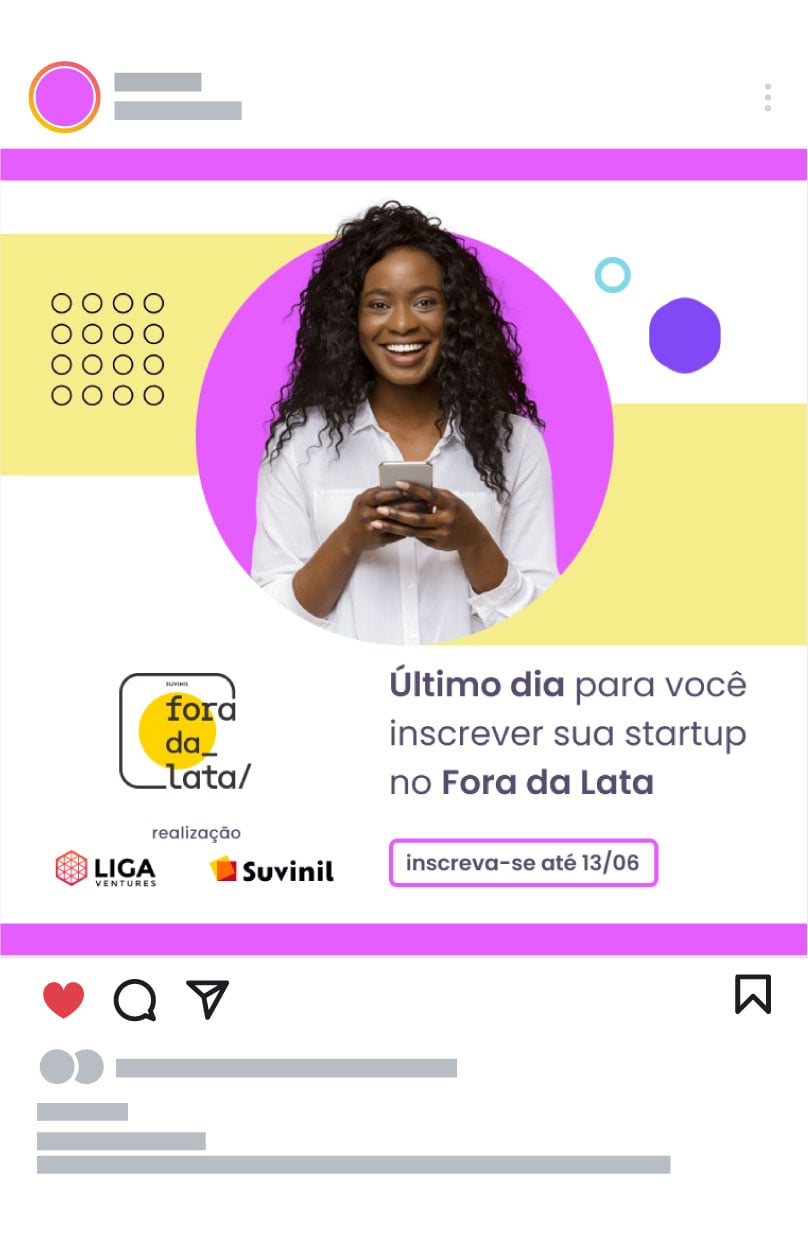 SUVINIL
fora
da_
lata/
Último dia para você
inscrever sua startup
no Fora da Lata
realização
LIGA
VENTURES
Suvinil
inscreva-se até 13/06